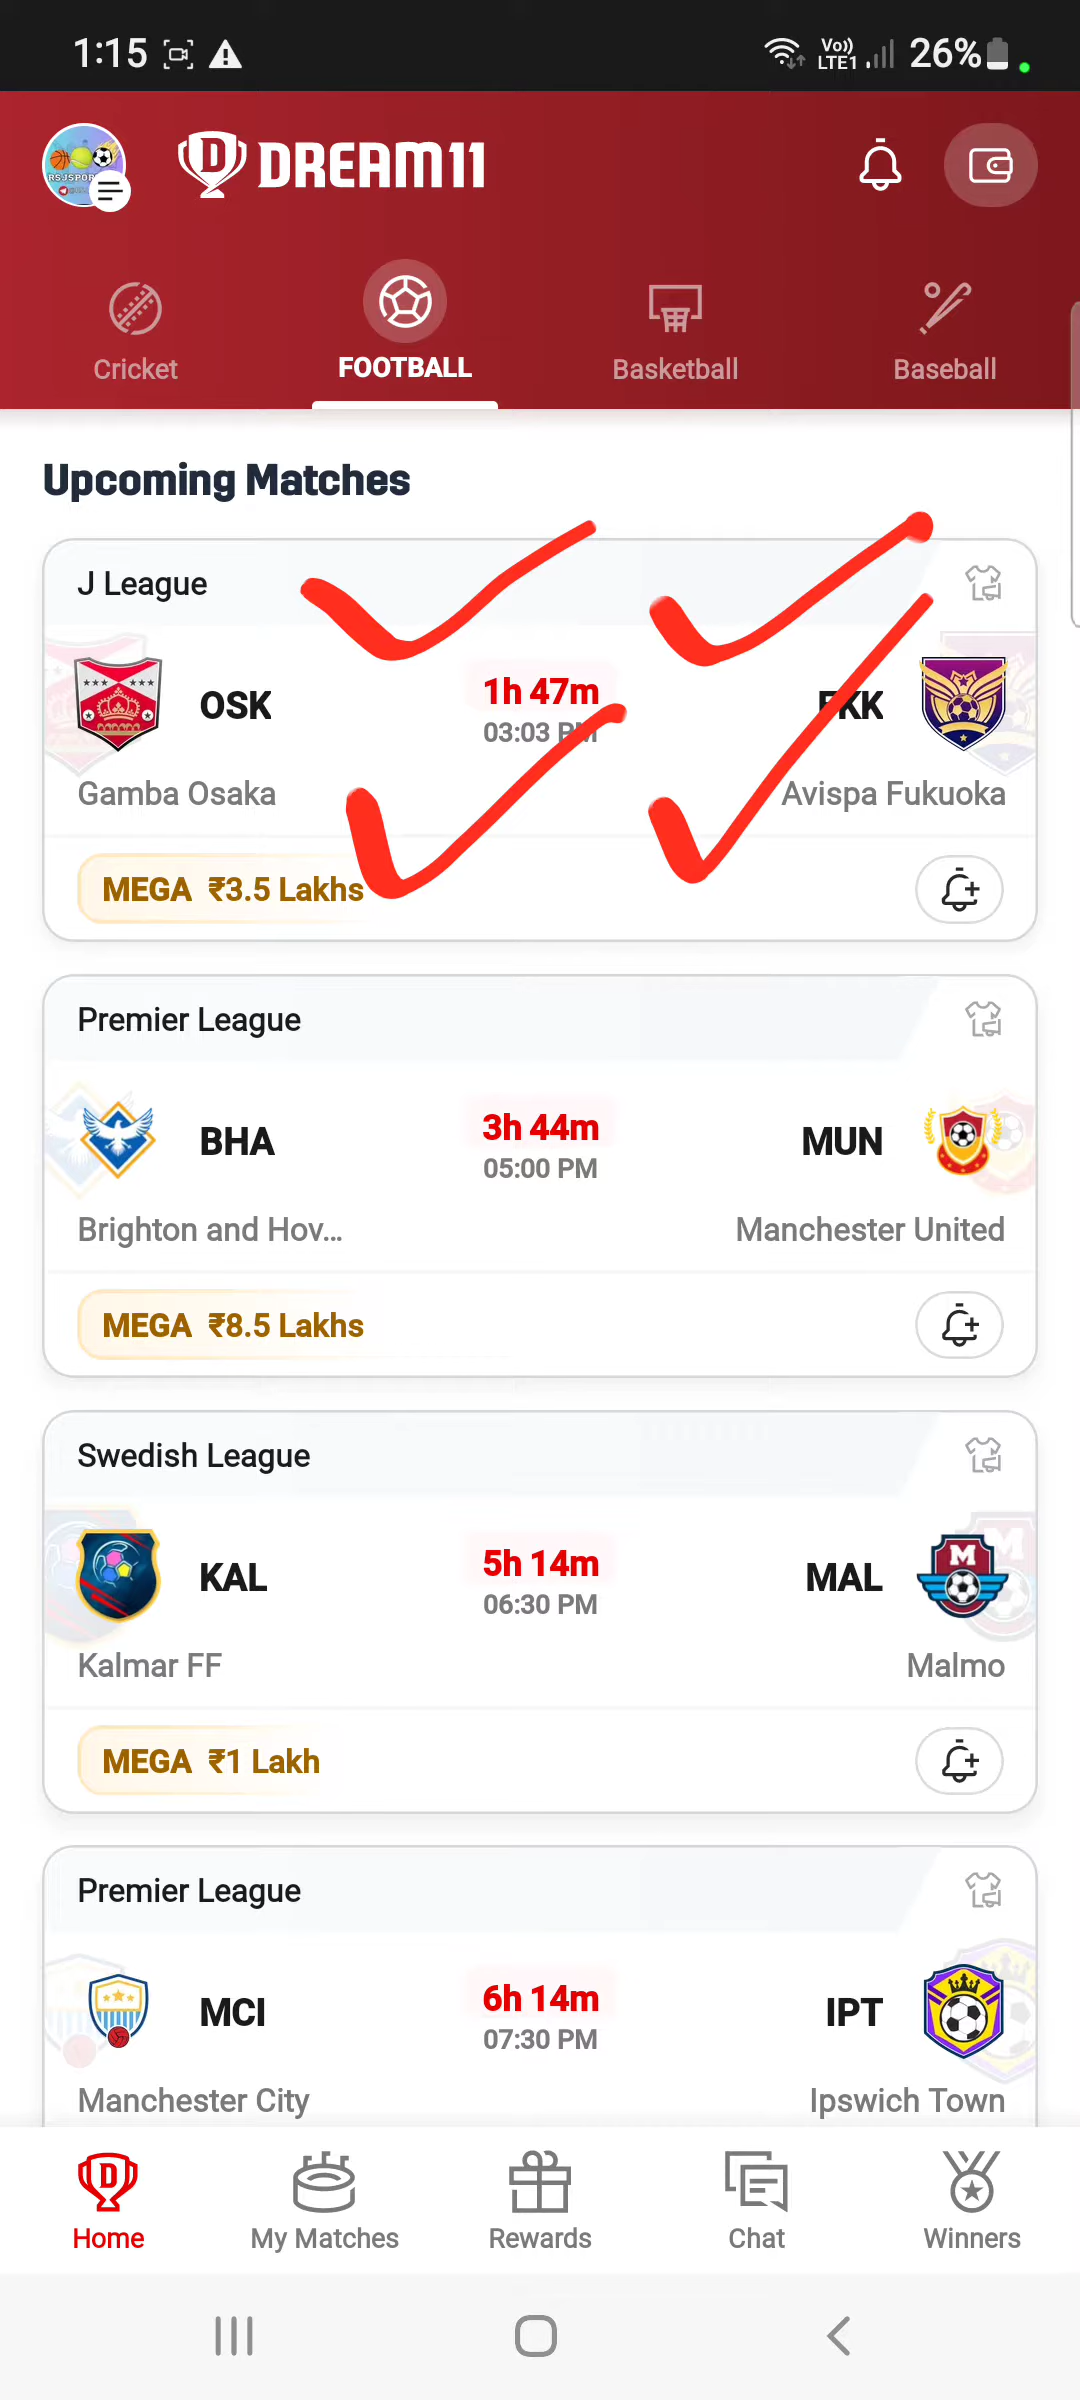 1:15 Vo)) LTE1 26%
RSJSPOR
DREAM11
Cricket FOOTBALL Basketball Baseball
Upcoming Matches
J League
OSK 1h 47m FKK
03:03 PM
Gamba Osaka Avispa Fukuoka
MEGA ₹3.5 Lakhs
Premier League
BHA 3h 44m MUN
05:00 PM
Brighton and Hov... Manchester United
MEGA ₹8.5 Lakhs
Swedish League
KAL 5h 14m MAL
06:30 PM
Kalmar FF Malmo
MEGA ₹1 Lakh
Premier League
MCI 6h 14m IPT
07:30 PM
Manchester City Ipswich Town
Home My Matches Rewards Chat Winners